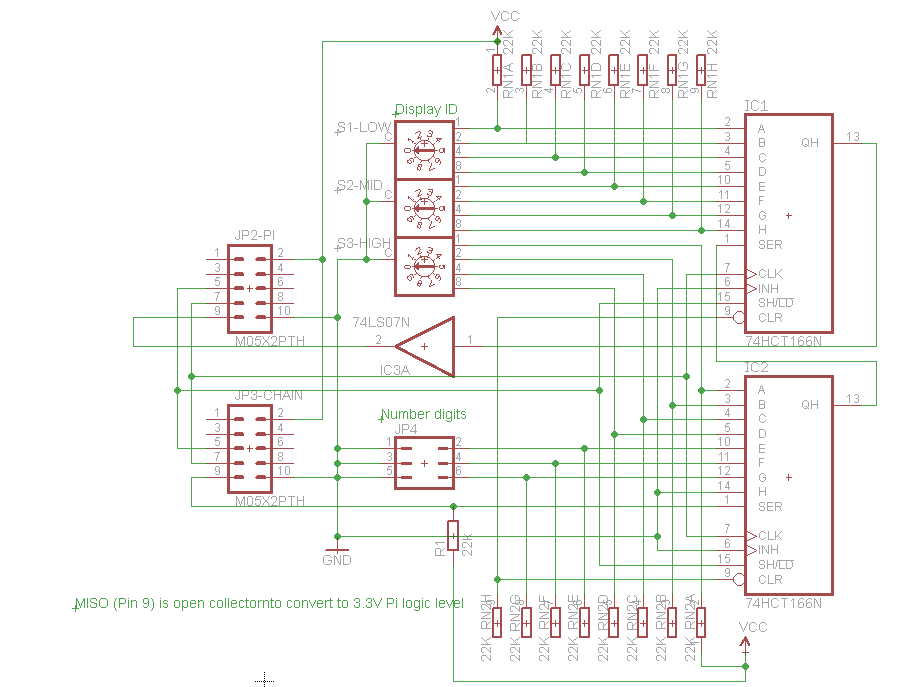 VCC
22K 22K 22K 22K 22K 22K 22K 22K
RN1A RN1B RN1C RN1D RN1E RN1F RN1G RN1H
1
2 3 4 5 6 7 8 9
Display ID
IC1
S1-LOW
C
1
2
4
8
S2-MID
C
1
2
4
8
S3-HIGH
C
1
2
4
8
2 A QH 13
3 B
4 C
5 D
10 E
11 F
12 G
14 H
1 SER
7 CLK
6 INH
15 SH/LD
9 CLR
74HCT166N
JP2-PI
1 2
3 4
5 6
7 8
9 10
M05X2PTH
74LS07N
2 1
IC3A
IC2
JP3-CHAIN
1 2
3 4
5 6
7 8
9 10
M05X2PTH
Number digits
JP4
1 2
3 4
5 6
2 A QH 13
3 B
4 C
5 D
10 E
11 F
12 G
14 H
1 SER
7 CLK
6 INH
15 SH/LD
9 CLR
74HCT166N
R1
22K
GND
MISO (Pin 9) is open collectornto convert to 3.3V Pi logic level
RN2H RN2G RN2F RN2E RN2D RN2C RN2B RN2A
22K 22K 22K 22K 22K 22K 22K 22K
VCC